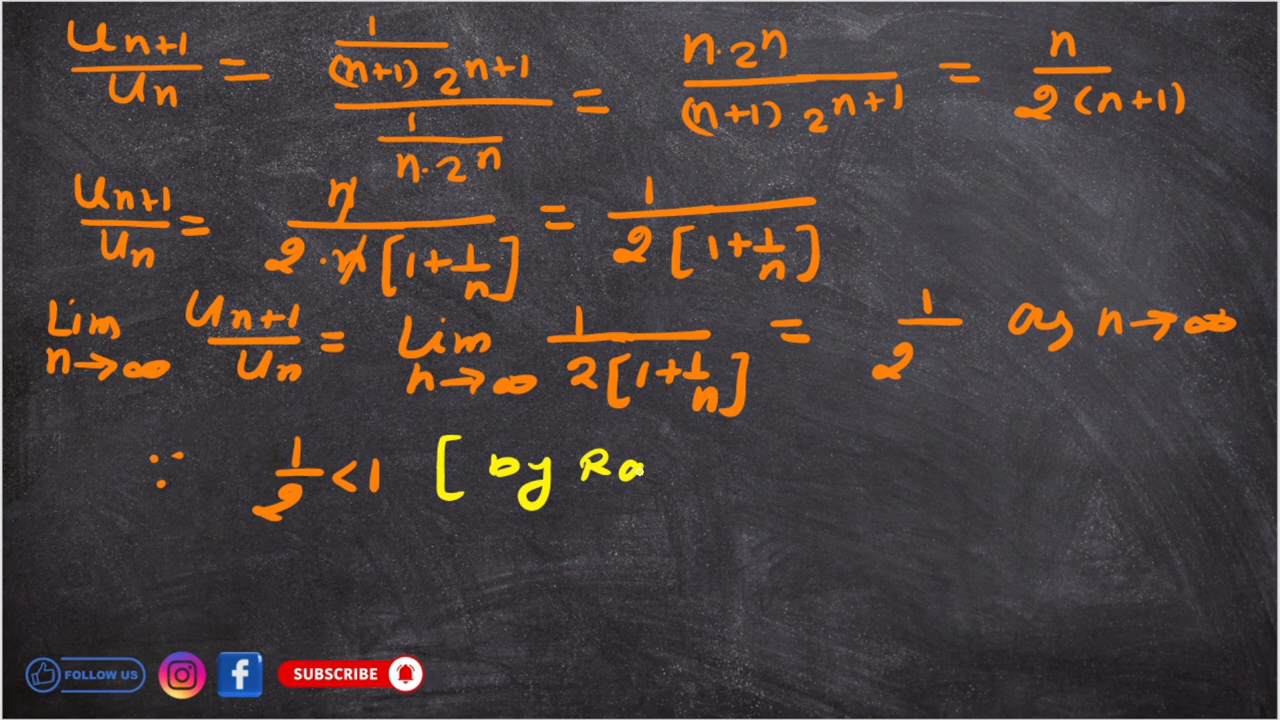 Un+1/Un = 1/(n+1) 2^n+1 / 1/n·2^n = n·2^n/(n+1) 2^n+1 = n/2(n+1)
Un+1/Un = n/2·n[1+1/n] = 1/2[1+1/n]
Lim n→∞ Un+1/Un = Lim n→∞ 1/2[1+1/n] = 1/2 as n→∞
∵ 1/2 < 1 [ by Ra
FOLLOW US
SUBSCRIBE